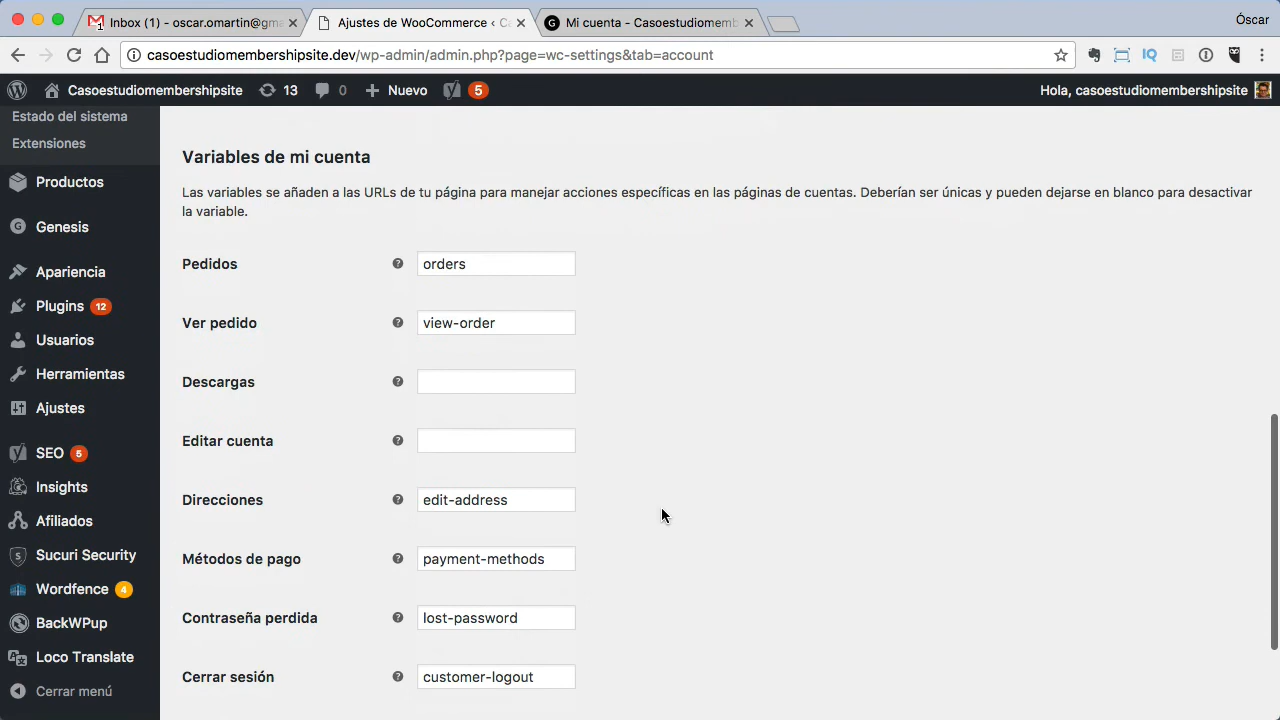 Inbox (1) - oscar.omartin@gma
Ajustes de WooCommerce ‹ C
Mi cuenta - Casoestudiomemb
Óscar
casoestudiomembershipsite.dev/wp-admin/admin.php?page=wc-settings&tab=account
Casoestudiomembershipsite 13 0 Nuevo 5 Hola, casoestudiomembershipsite
Estado del sistema
Extensiones
Productos
Genesis
Apariencia
Plugins 12
Usuarios
Herramientas
Ajustes
SEO 5
Insights
Afiliados
Sucuri Security
Wordfence 4
BackWPup
Loco Translate
Cerrar menú
Variables de mi cuenta
Las variables se añaden a las URLs de tu página para manejar acciones específicas en las páginas de cuentas. Deberían ser únicas y pueden dejarse en blanco para desactivar
la variable.
Pedidos ? orders
Ver pedido ? view-order
Descargas ?
Editar cuenta ?
Direcciones ? edit-address
Métodos de pago ? payment-methods
Contraseña perdida ? lost-password
Cerrar sesión ? customer-logout